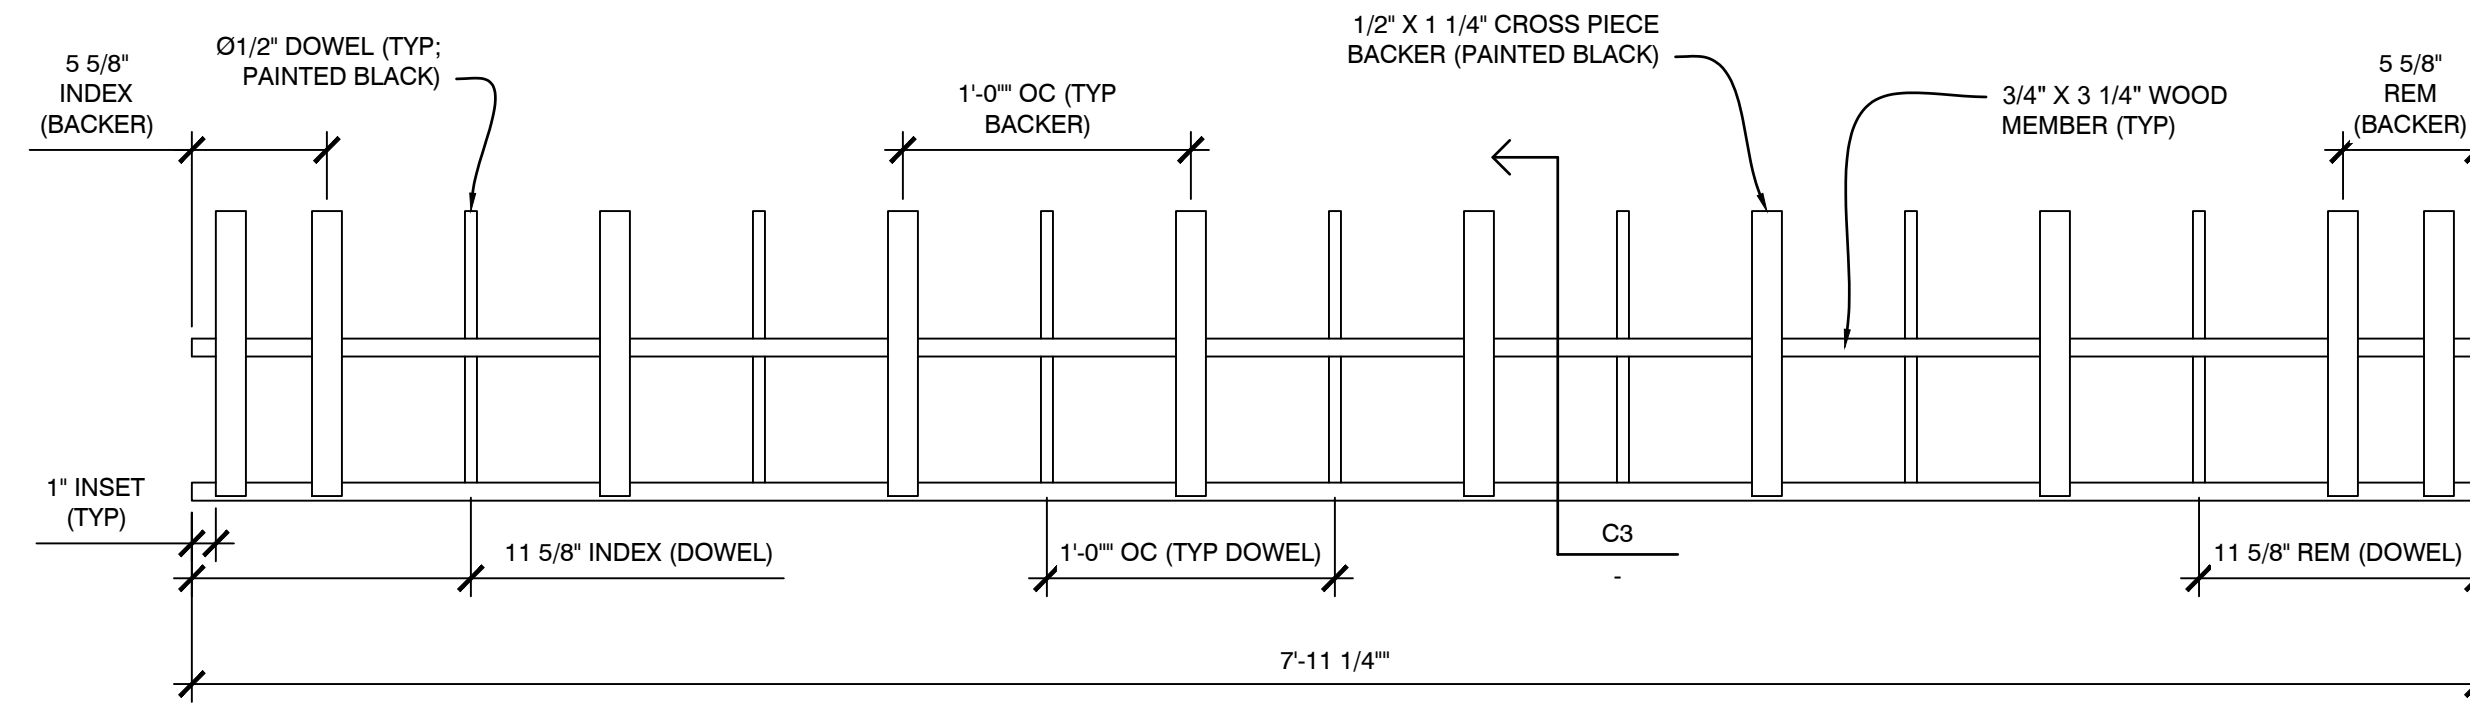 5 5/8"
INDEX
(BACKER)
Ø1/2" DOWEL (TYP;
PAINTED BLACK)
1'-0"" OC (TYP
BACKER)
1/2" X 1 1/4" CROSS PIECE
BACKER (PAINTED BLACK)
3/4" X 3 1/4" WOOD
MEMBER (TYP)
5 5/8"
REM
(BACKER)
1" INSET
(TYP)
11 5/8" INDEX (DOWEL)
1'-0"" OC (TYP DOWEL)
C3
-
11 5/8" REM (DOWEL)
7'-11 1/4""